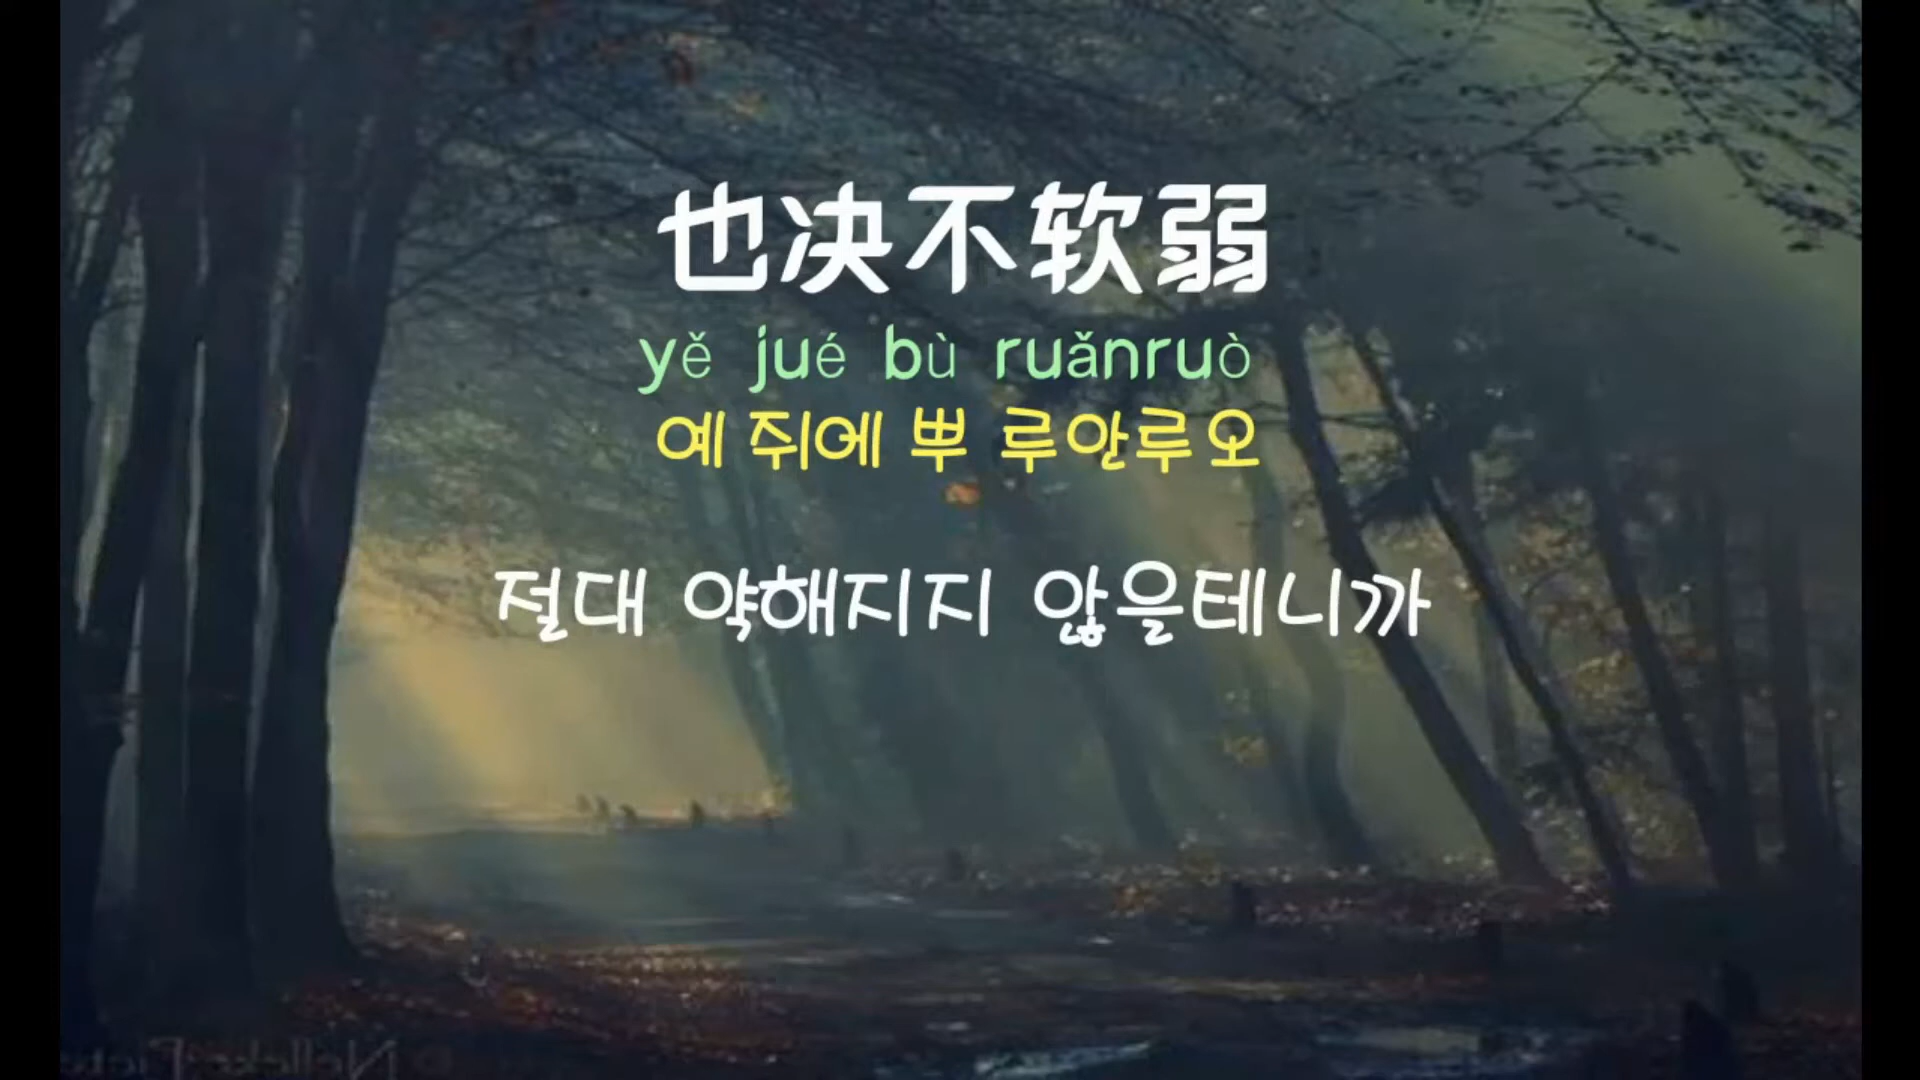 也决不软弱
yě jué bù ruǎnruò
예 쥐에 뿌 루안루오
절대 약해지지 않을테니까